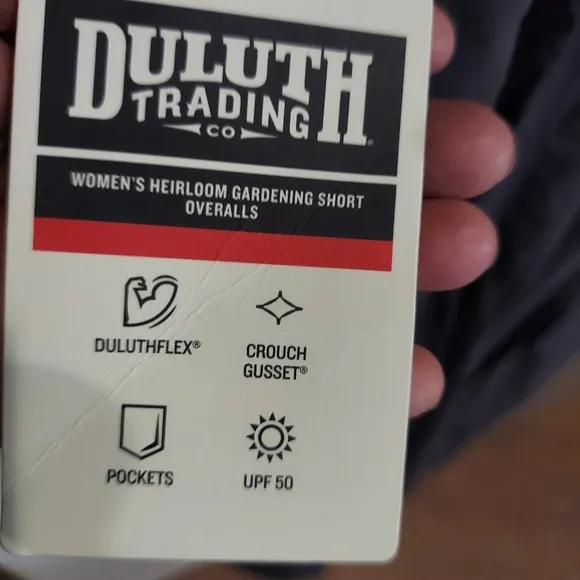 DULUTH
TRADING
CO
WOMEN'S HEIRLOOM GARDENING SHORT
OVERALLS
DULUTHFLEX®
CROUCH
GUSSET®
POCKETS
UPF 50